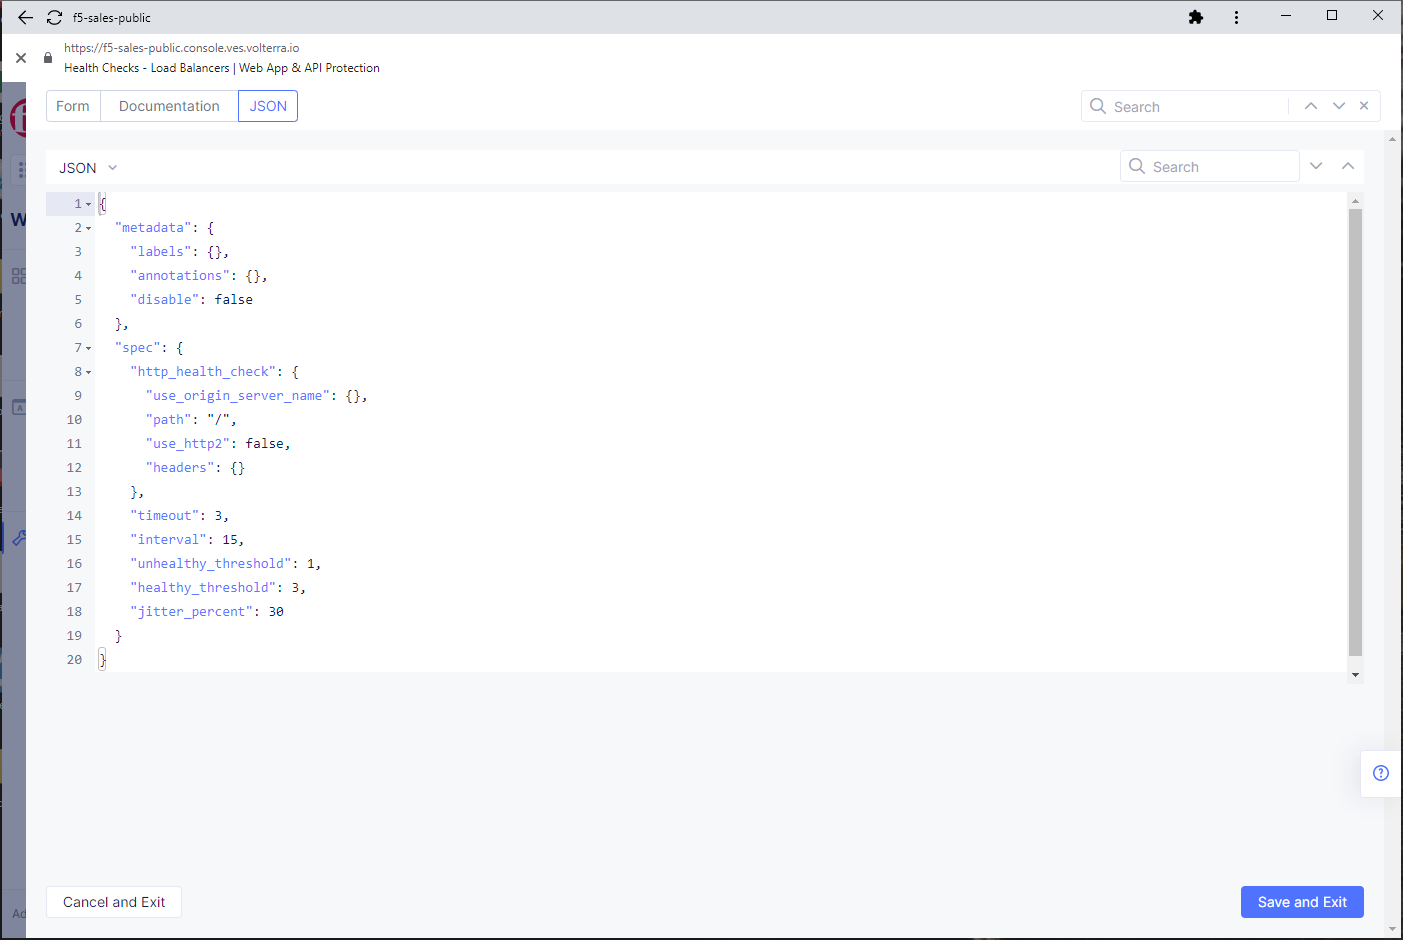 f5-sales-public
https://f5-sales-public.console.ves.volterra.io
Health Checks - Load Balancers | Web App & API Protection
Form Documentation JSON Search
JSON Search
1 {
2 "metadata": {
3 "labels": {},
4 "annotations": {},
5 "disable": false
6 },
7 "spec": {
8 "http_health_check": {
9 "use_origin_server_name": {},
10 "path": "/",
11 "use_http2": false,
12 "headers": {}
13 },
14 "timeout": 3,
15 "interval": 15,
16 "unhealthy_threshold": 1,
17 "healthy_threshold": 3,
18 "jitter_percent": 30
19 }
20 }
W
Ad
Cancel and Exit Save and Exit